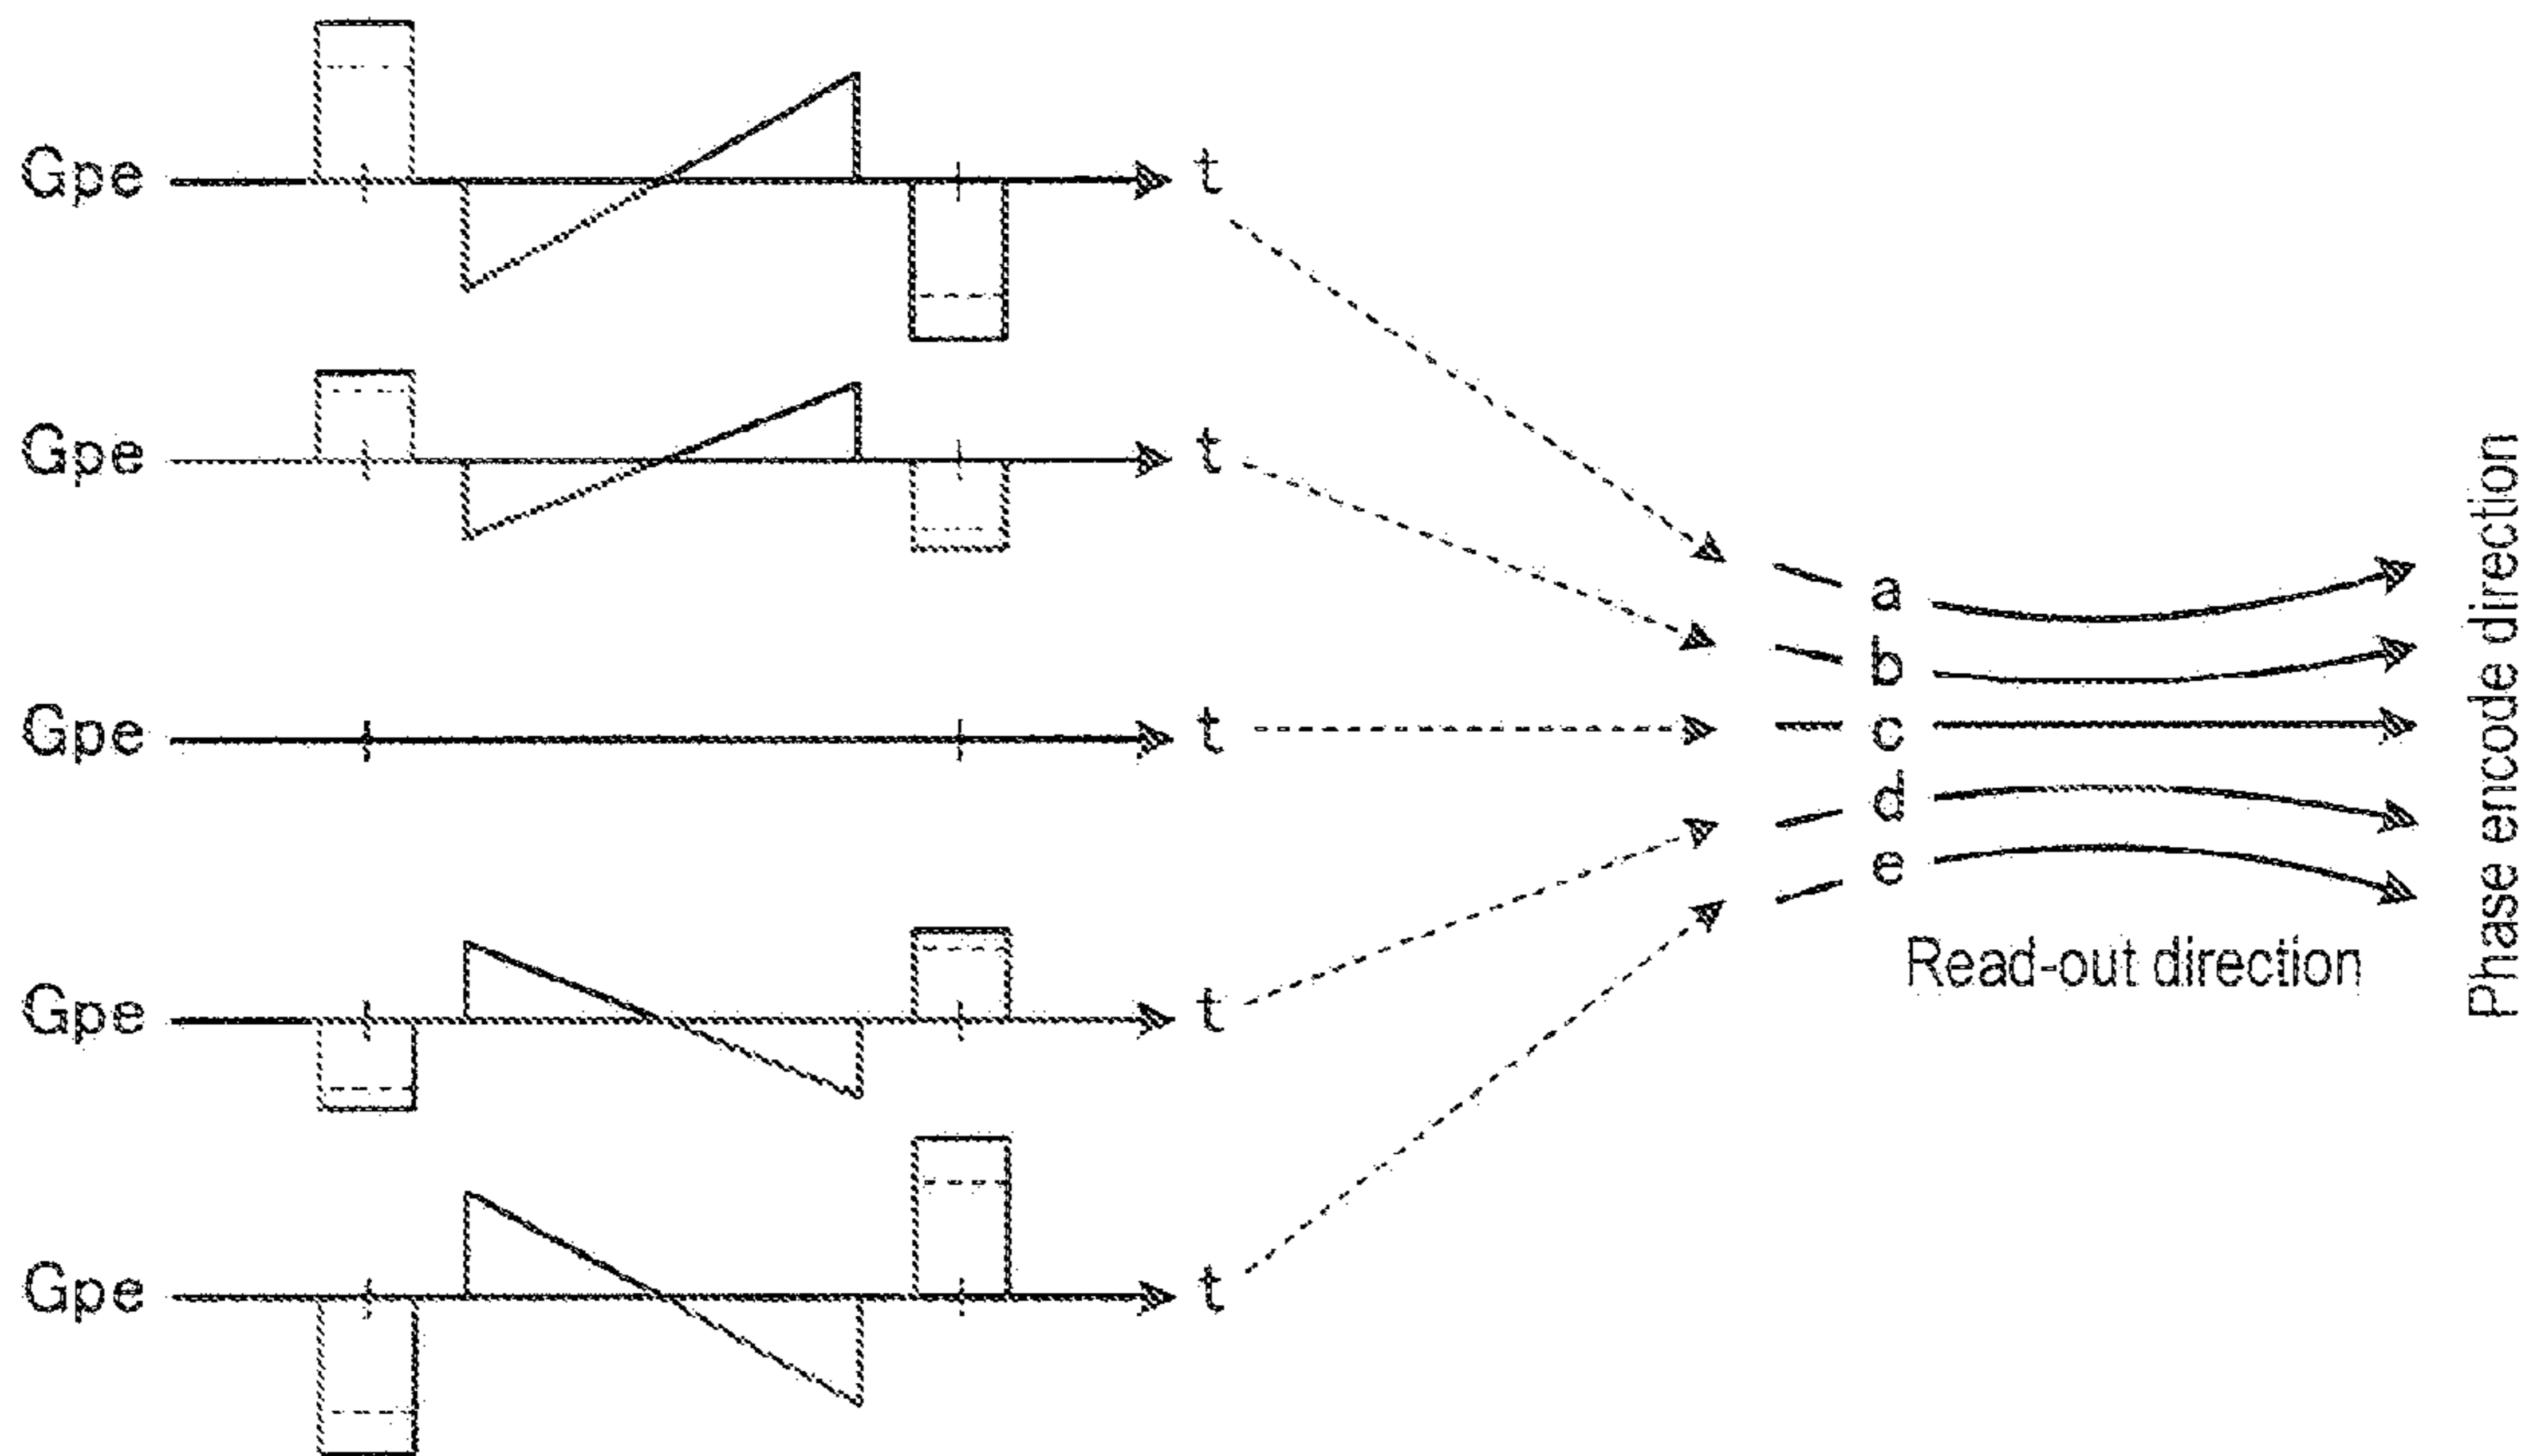 Gpe t
Gpe t
Gpe t
Gpe t
Gpe t
a
b
c
d
e
Read-out direction
Phase encode direction